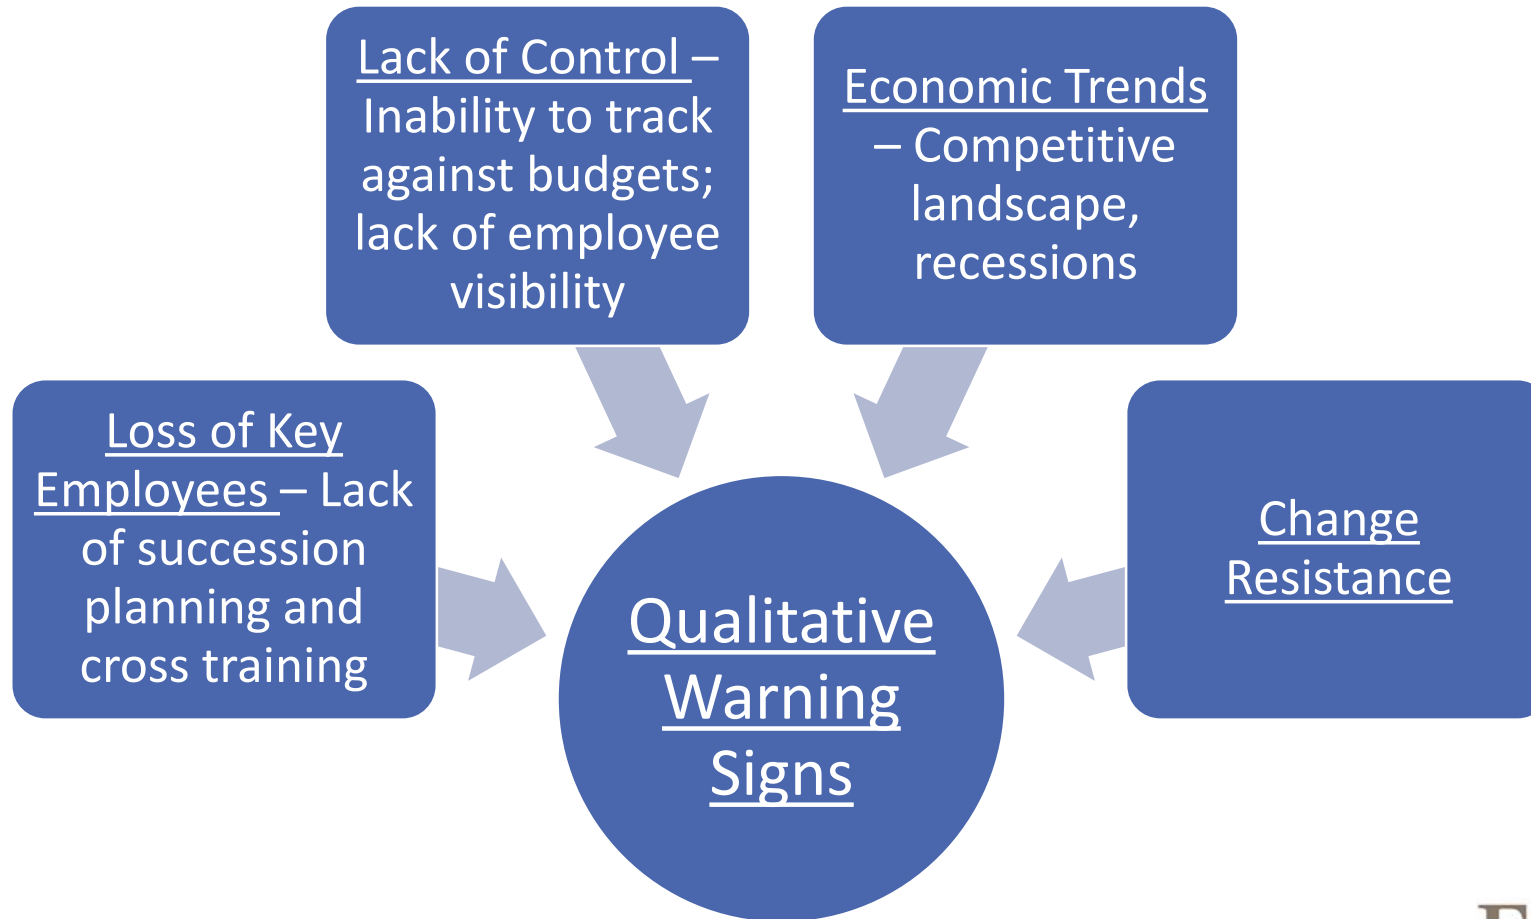 Lack of Control –
Inability to track
against budgets;
lack of employee
visibility
Economic Trends
– Competitive
landscape,
recessions
Loss of Key
Employees – Lack
of succession
planning and
cross training
Change
Resistance
Qualitative
Warning
Signs